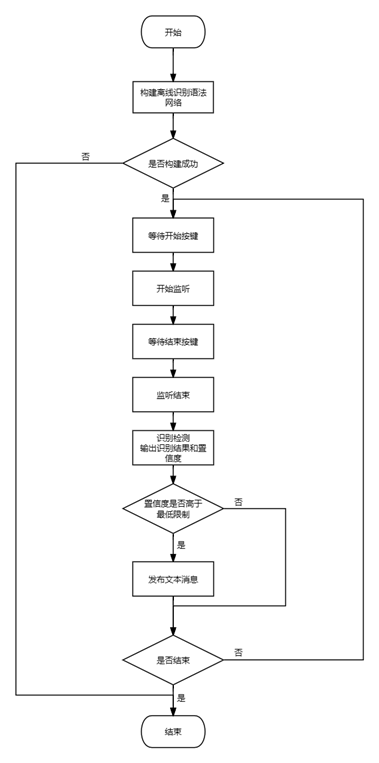 开始
构建离线识别语法
网络
是否构建成功
否
是
等待开始按键
开始监听
等待结束按键
监听结束
识别检测
输出识别结果和置
信度
置信度是否高于
最低限制
否
是
发布文本消息
是否结束
否
是
结束